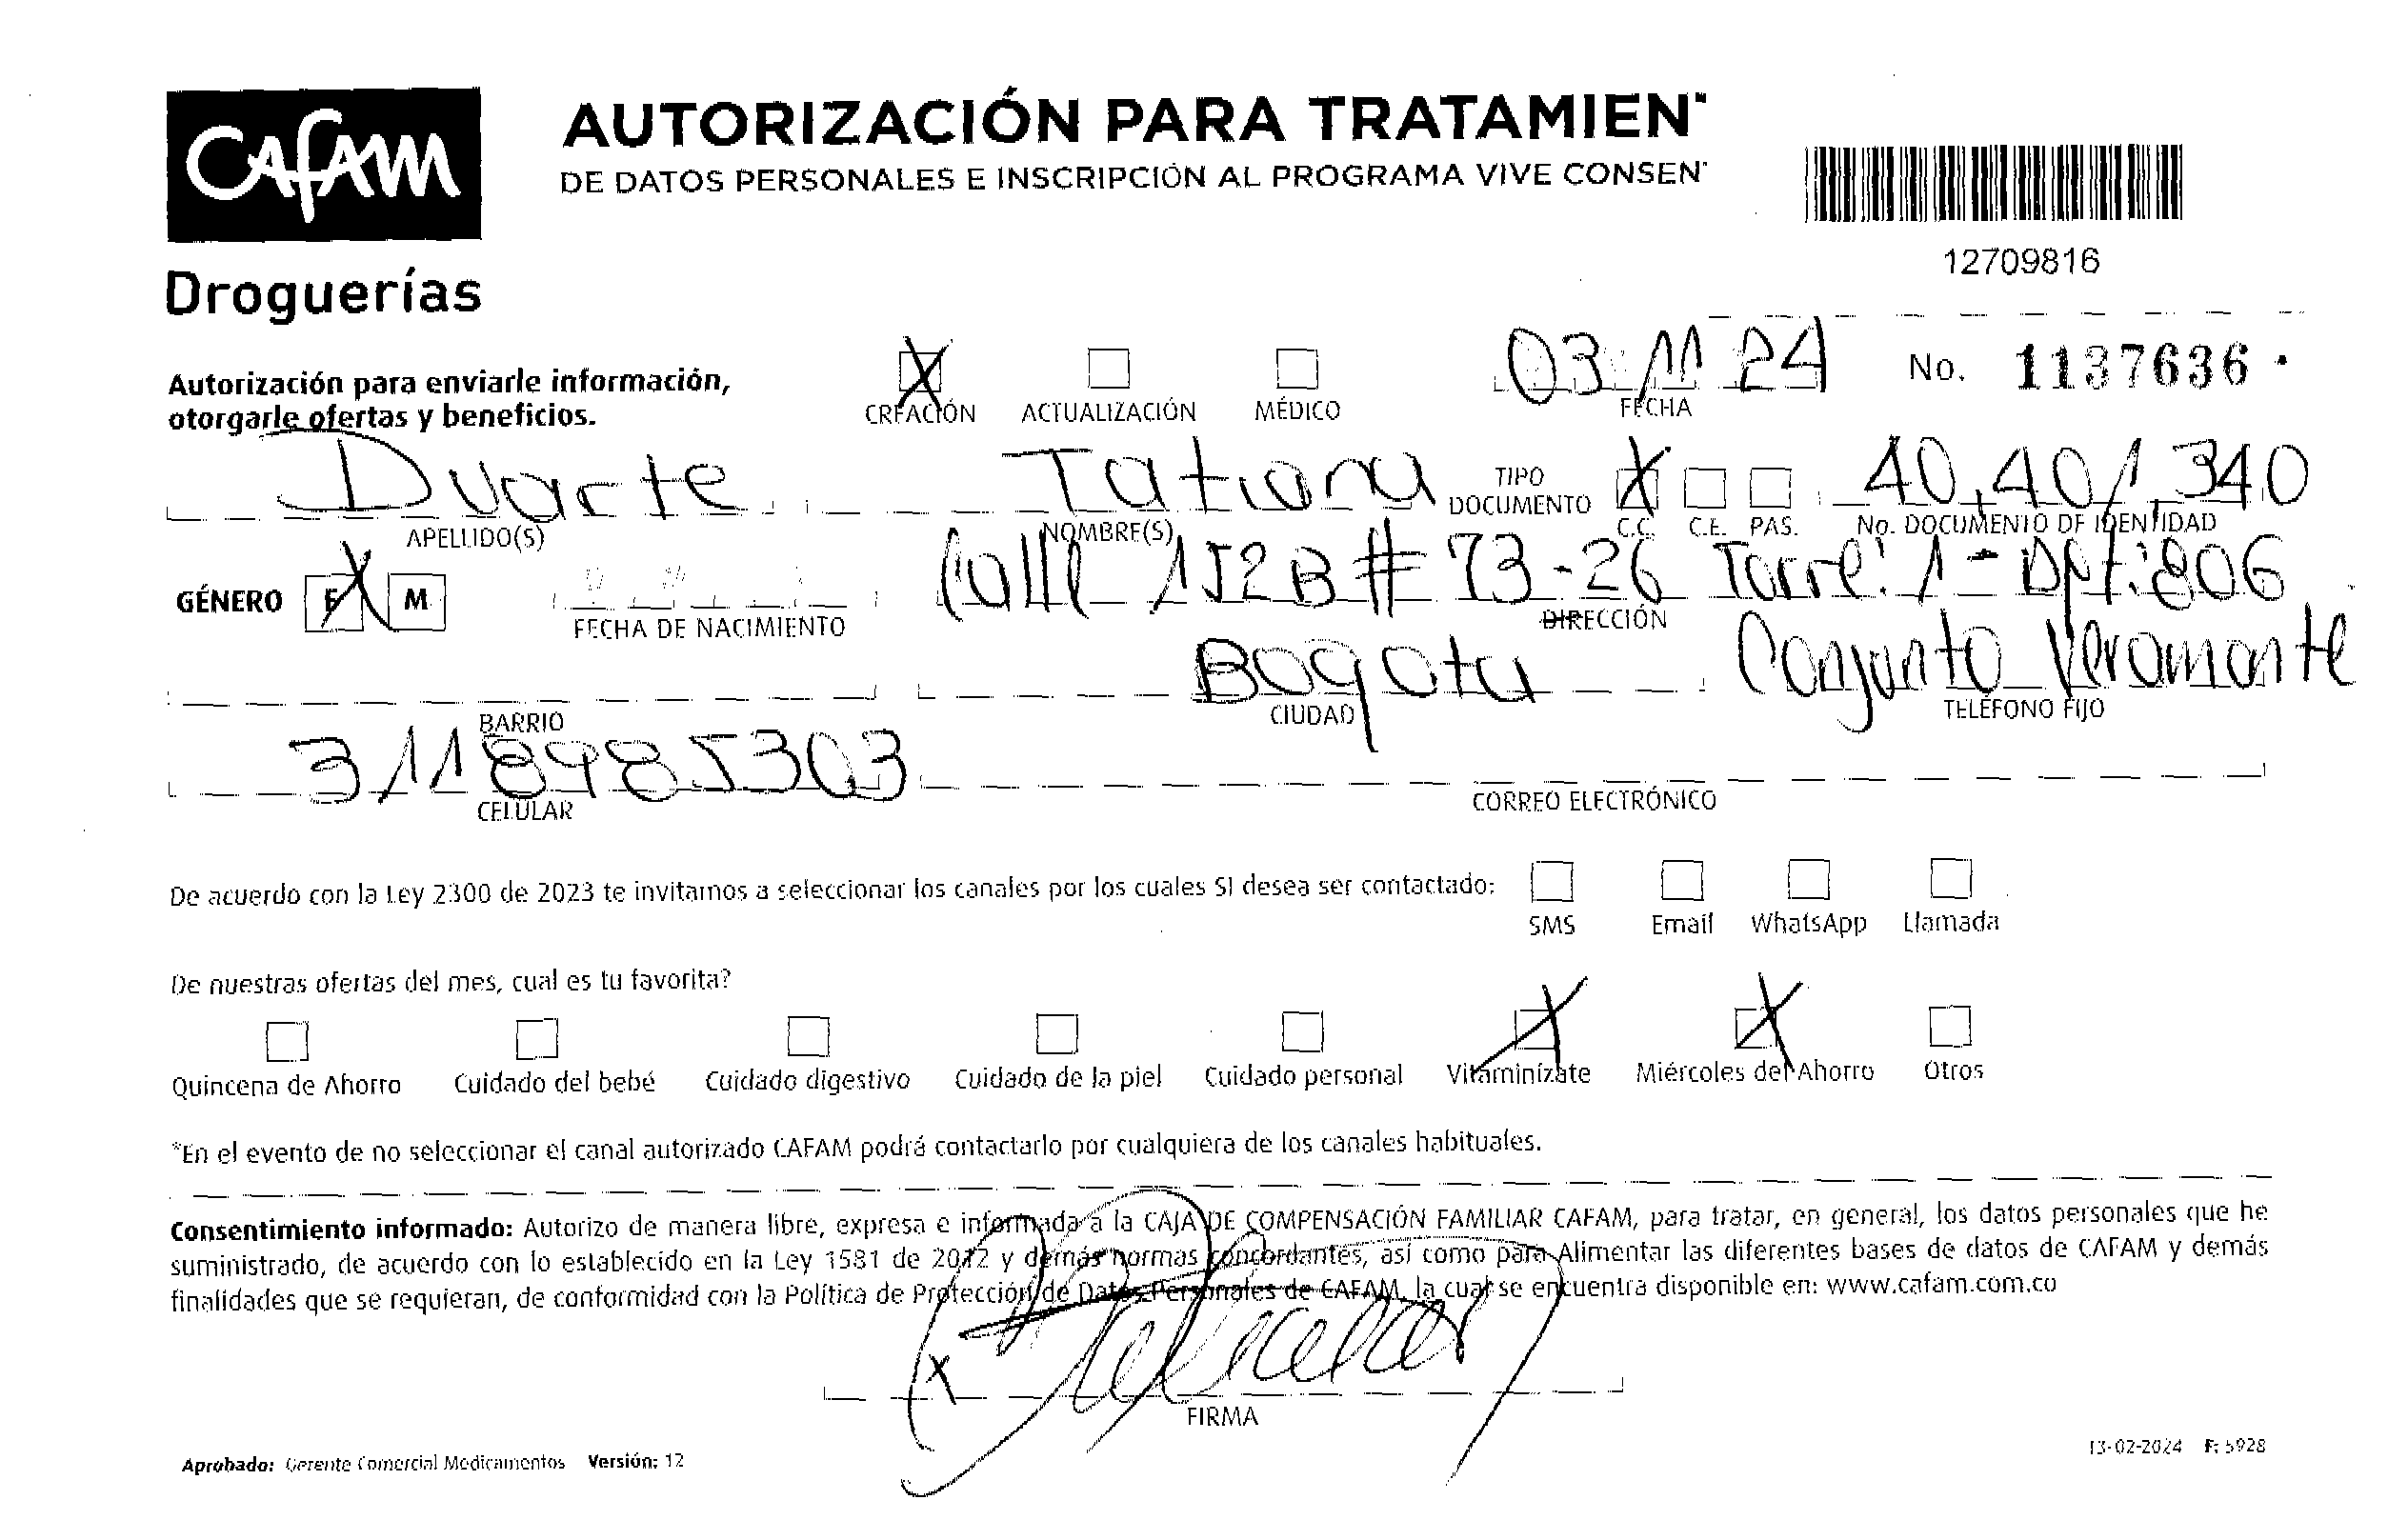 CAFAM
Droguerías
AUTORIZACIÓN PARA TRATAMIEN
DE DATOS PERSONALES E INSCRIPCIÓN AL PROGRAMA VIVE CONSEN
12709816
Autorización para enviarle información,
otorgarle ofertas y beneficios.
CREACIÓN ACTUALIZACIÓN MÉDICO
03 11 24
FECHA
No. 1137636
Duarte Tatiana TIPO DOCUMENTO X 40,401,340
APELLIDO(S) NOMBRE(S) C.C. C.E. PAS. No. DOCUMENTO DE IDENTIDAD
GÉNERO F M Calle 152B # 73-26 Torre: 1 - Apt: 806
FECHA DE NACIMIENTO DIRECCIÓN
Bogota Conjunto Veramonte
BARRIO CIUDAD TELÉFONO FIJO
3118985303
CELULAR CORREO ELECTRÓNICO
De acuerdo con la Ley 2300 de 2023 te invitamos a seleccionar los canales por los cuales SI desea ser contactado:
SMS Email WhatsApp Llamada
De nuestras ofertas del mes, cual es tu favorita?
Quincena de Ahorro Cuidado del bebé Cuidado digestivo Cuidado de la piel Cuidado personal Vitaminízate Miércoles del Ahorro Otros
*En el evento de no seleccionar el canal autorizado CAFAM podrá contactarlo por cualquiera de los canales habituales.
Consentimiento informado: Autorizo de manera libre, expresa e informada a la CAJA DE COMPENSACIÓN FAMILIAR CAFAM, para tratar, en general, los datos personales que he
suministrado, de acuerdo con lo establecido en la Ley 1581 de 2012 y demás normas concordantes, así como para Alimentar las diferentes bases de datos de CAFAM y demás
finalidades que se requieran, de conformidad con la Política de Protección de Datos Personales de CAFAM, la cual se encuentra disponible en: www.cafam.com.co
X
FIRMA
Aprobado: Gerente Comercial Medicamentos Versión: 12
13-02-2024 F: 5928